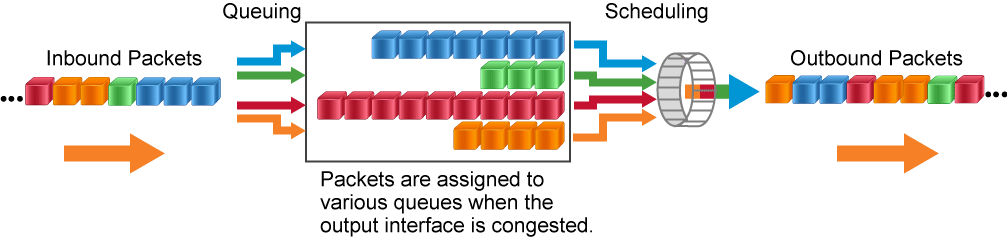 Queuing
Scheduling
Inbound Packets
Outbound Packets
Packets are assigned to
various queues when the
output interface is congested.